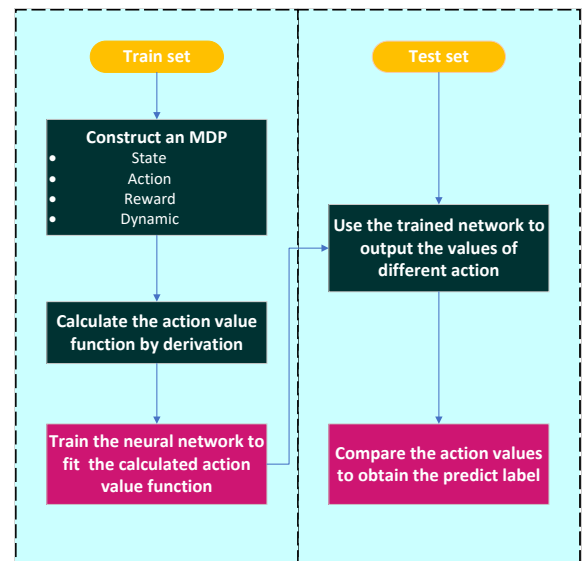 Train set
Construct an MDP
• State
• Action
• Reward
• Dynamic
Calculate the action value
function by derivation
Train the neural network to
fit the calculated action
value function
Test set
Use the trained network to
output the values of
different action
Compare the action values
to obtain the predict label